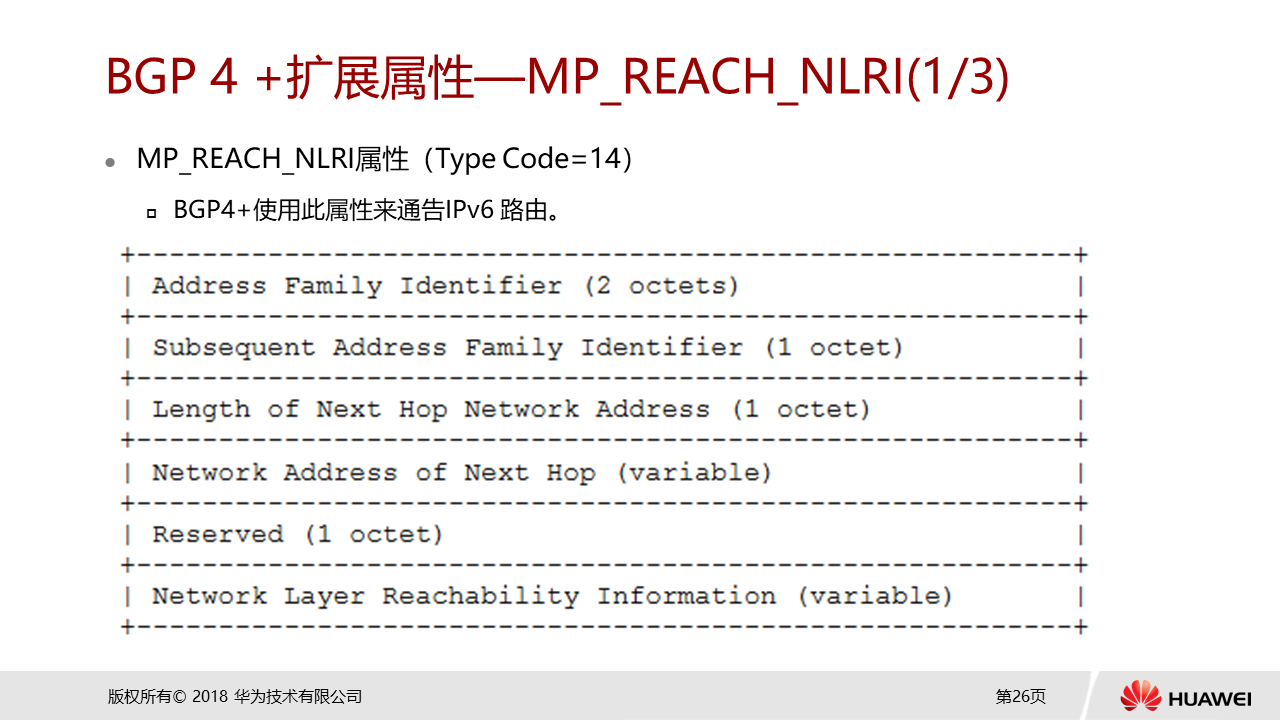 BGP 4 +扩展属性—MP_REACH_NLRI(1/3)
MP_REACH_NLRI属性（Type Code=14）
BGP4+使用此属性来通告IPv6 路由。
+---------------------------------------------------------+
| Address Family Identifier (2 octets) |
+---------------------------------------------------------+
| Subsequent Address Family Identifier (1 octet) |
+---------------------------------------------------------+
| Length of Next Hop Network Address (1 octet) |
+---------------------------------------------------------+
| Network Address of Next Hop (variable) |
+---------------------------------------------------------+
| Reserved (1 octet) |
+---------------------------------------------------------+
| Network Layer Reachability Information (variable) |
+---------------------------------------------------------+
版权所有© 2018 华为技术有限公司
第26页
HUAWEI